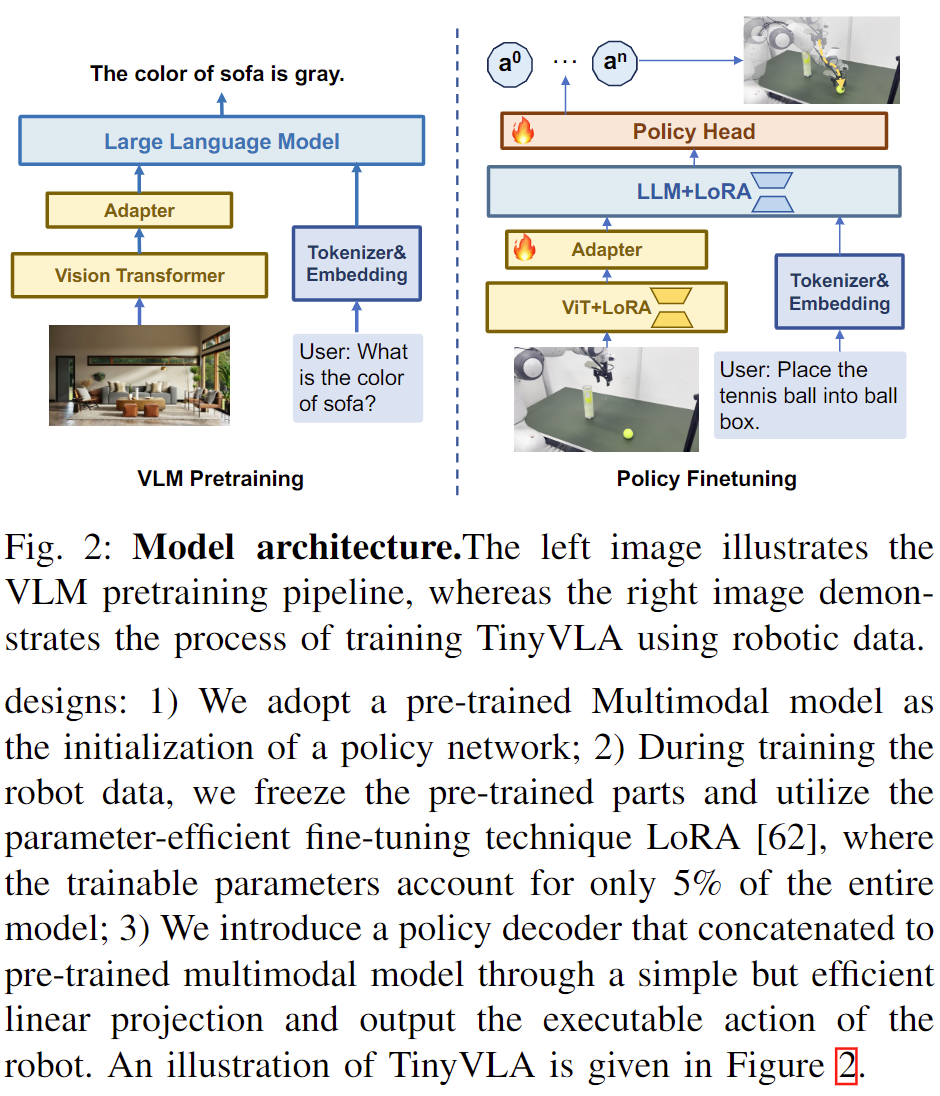 The color of sofa is gray.
Large Language Model
Adapter
Vision Transformer
Tokenizer&
Embedding
User: What
is the color
of sofa?
VLM Pretraining
a⁰ ... aⁿ
Policy Head
LLM+LoRA
Adapter
ViT+LoRA
Tokenizer&
Embedding
User: Place the
tennis ball into ball
box.
Policy Finetuning
Fig. 2: Model architecture.The left image illustrates the
VLM pretraining pipeline, whereas the right image demon-
strates the process of training TinyVLA using robotic data.
designs: 1) We adopt a pre-trained Multimodal model as
the initialization of a policy network; 2) During training the
robot data, we freeze the pre-trained parts and utilize the
parameter-efficient fine-tuning technique LoRA [62], where
the trainable parameters account for only 5% of the entire
model; 3) We introduce a policy decoder that concatenated to
pre-trained multimodal model through a simple but efficient
linear projection and output the executable action of the
robot. An illustration of TinyVLA is given in Figure 2.